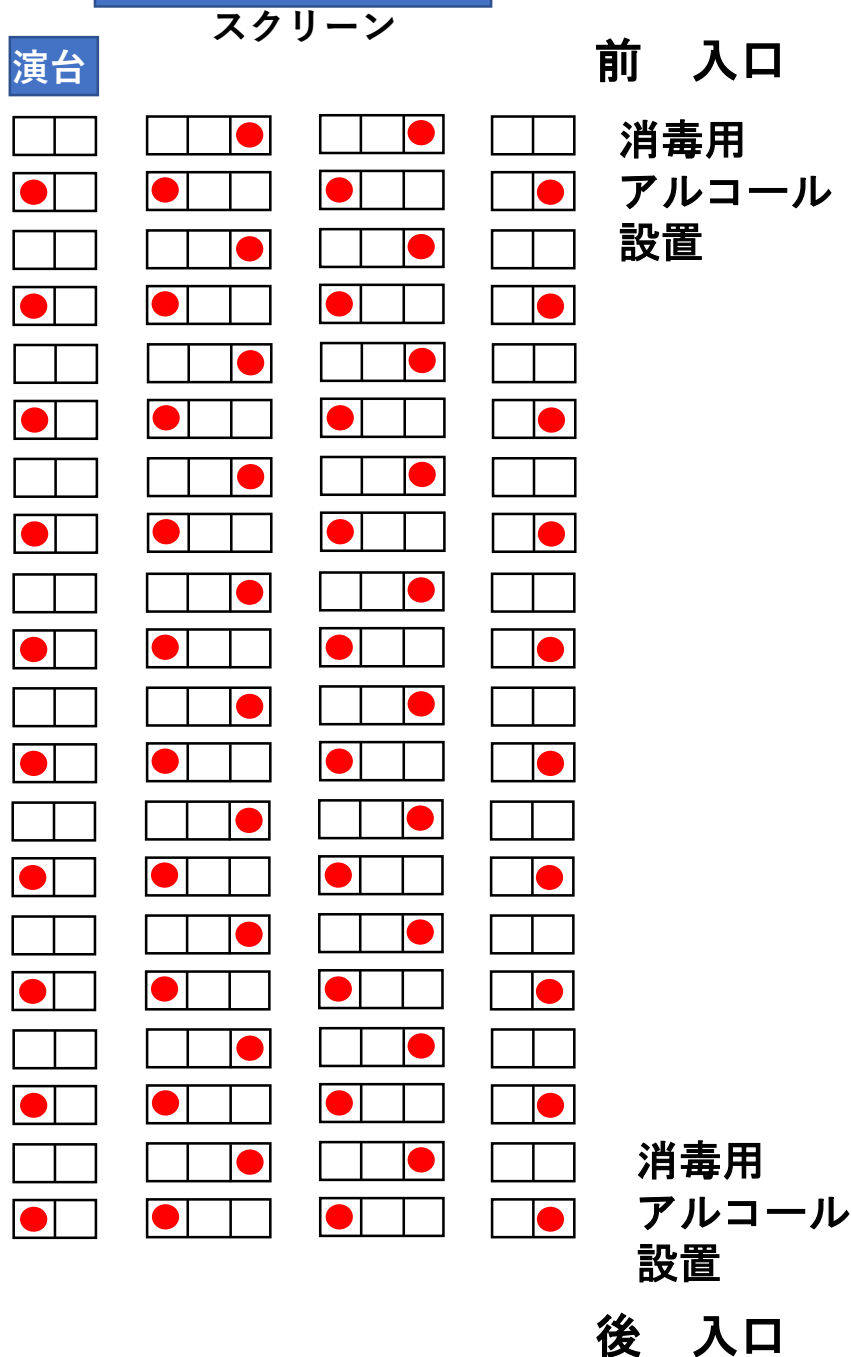 スクリーン
演台
前　入口
消毒用
アルコール
設置
消毒用
アルコール
設置
後　入口